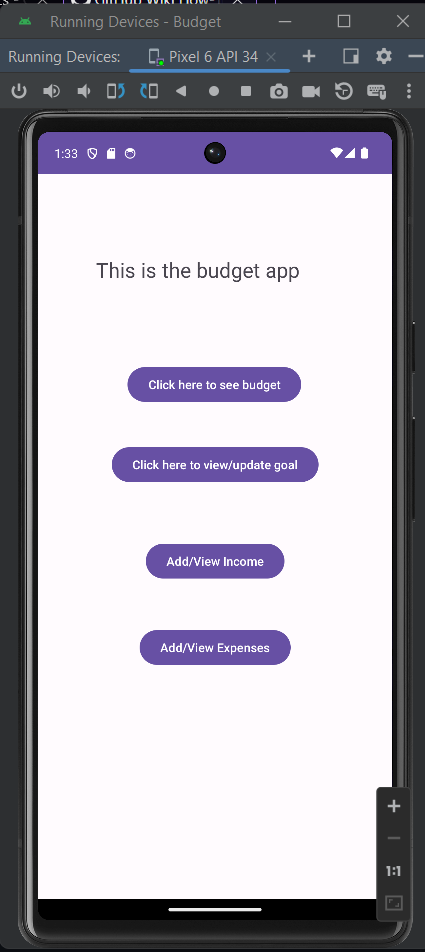 Running Devices - Budget
Running Devices:
Pixel 6 API 34
1:33
This is the budget app
Click here to see budget
Click here to view/update goal
Add/View Income
Add/View Expenses
1:1